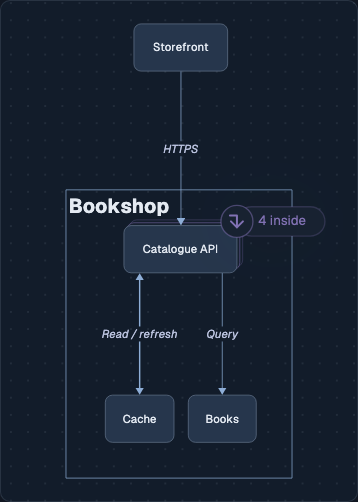 Storefront
HTTPS
Bookshop
4 inside
Catalogue API
Read / refresh
Query
Cache
Books